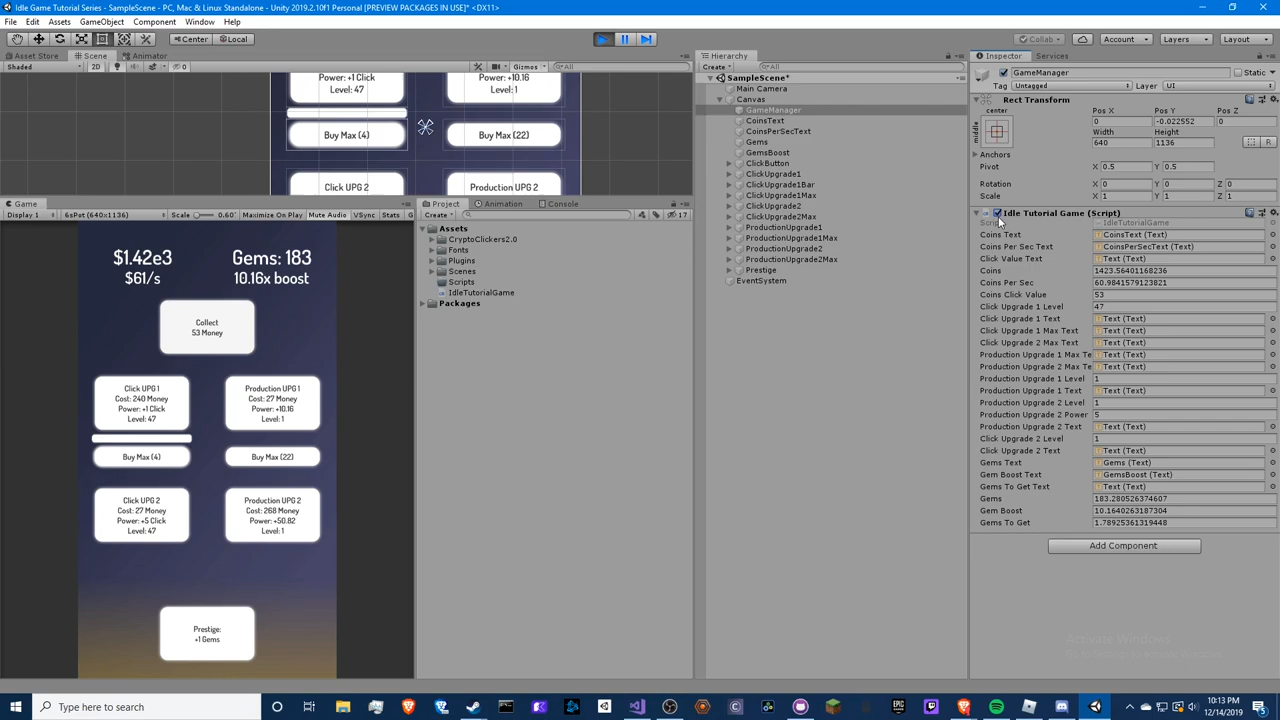 Idle Game Tutorial Series - SampleScene - PC, Mac & Linux Standalone - Unity 2019.2.10f1 Personal [PREVIEW PACKAGES IN USE]* <DX11>
File Edit Assets GameObject Component Window Help
Center Local Collab Account Layers Layout
Asset Store Scene Animator
Shaded 2D Gizmos All
Power: +1 Click
Level: 47
Power: +10.16
Level: 1
Buy Max (4) Buy Max (22)
Click UPG 2 Production UPG 2
Game
Display 1 6sPot (640x1136) Scale 0.60" Maximize On Play Mute Audio VSync Stats G
$1.42e3 Gems: 183
$61/s 10.16x boost
Collect
53 Money
Click UPG 1
Cost: 240 Money
Power: +1 Click
Level: 47
Production UPG 1
Cost: 27 Money
Power: +10.16
Level: 1
Buy Max (4) Buy Max (22)
Click UPG 2
Cost: 27 Money
Power: +5 Click
Level: 47
Production UPG 2
Cost: 268 Money
Power: +50.82
Level: 1
Prestige:
+1 Gems
Project Animation Console
Create 17
Assets
CryptoClickers2.0
Fonts
Plugins
Scenes
Scripts
IdleTutorialGame
Packages
Hierarchy
Create All
SampleScene*
Main Camera
Canvas
GameManager
CoinsText
CoinsPerSecText
Gems
GemsBoost
ClickButton
ClickUpgrade1
ClickUpgrade1Bar
ClickUpgrade1Max
ClickUpgrade2
ClickUpgrade2Max
ProductionUpgrade1
ProductionUpgrade1Max
ProductionUpgrade2
ProductionUpgrade2Max
Prestige
EventSystem
Inspector Services
GameManager Static
Tag Untagged Layer UI
Rect Transform
center Pos X Pos Y Pos Z
middle 0 -0.022552 0
Width Height
640 1136
R
Anchors
Pivot X 0.5 Y 0.5
Rotation X 0 Y 0 Z 0
Scale X 1 Y 1 Z 1
Idle Tutorial Game (Script)
IdleTutorialGame
Coins Text CoinsText (Text)
Coins Per Sec Text CoinsPerSecText (Text)
Click Value Text Text (Text)
Coins 1423.56401168236
Coins Per Sec 60.9841579123821
Coins Click Value 53
Click Upgrade 1 Level 47
Click Upgrade 1 Text Text (Text)
Click Upgrade 1 Max Text Text (Text)
Click Upgrade 2 Max Text Text (Text)
Production Upgrade 1 Max Te Text (Text)
Production Upgrade 2 Max Te Text (Text)
Production Upgrade 1 Level 1
Production Upgrade 1 Text Text (Text)
Production Upgrade 2 Level 1
Production Upgrade 2 Power 5
Production Upgrade 2 Text Text (Text)
Click Upgrade 2 Level 1
Click Upgrade 2 Text Text (Text)
Gems Text Gems (Text)
Gem Boost Text GemsBoost (Text)
Gems To Get Text Text (Text)
Gems 183.280526374607
Gem Boost 10.1640263187304
Gems To Get 1.78925361319448
Add Component
Activate Windows
Type here to search
10:13 PM
12/14/2019